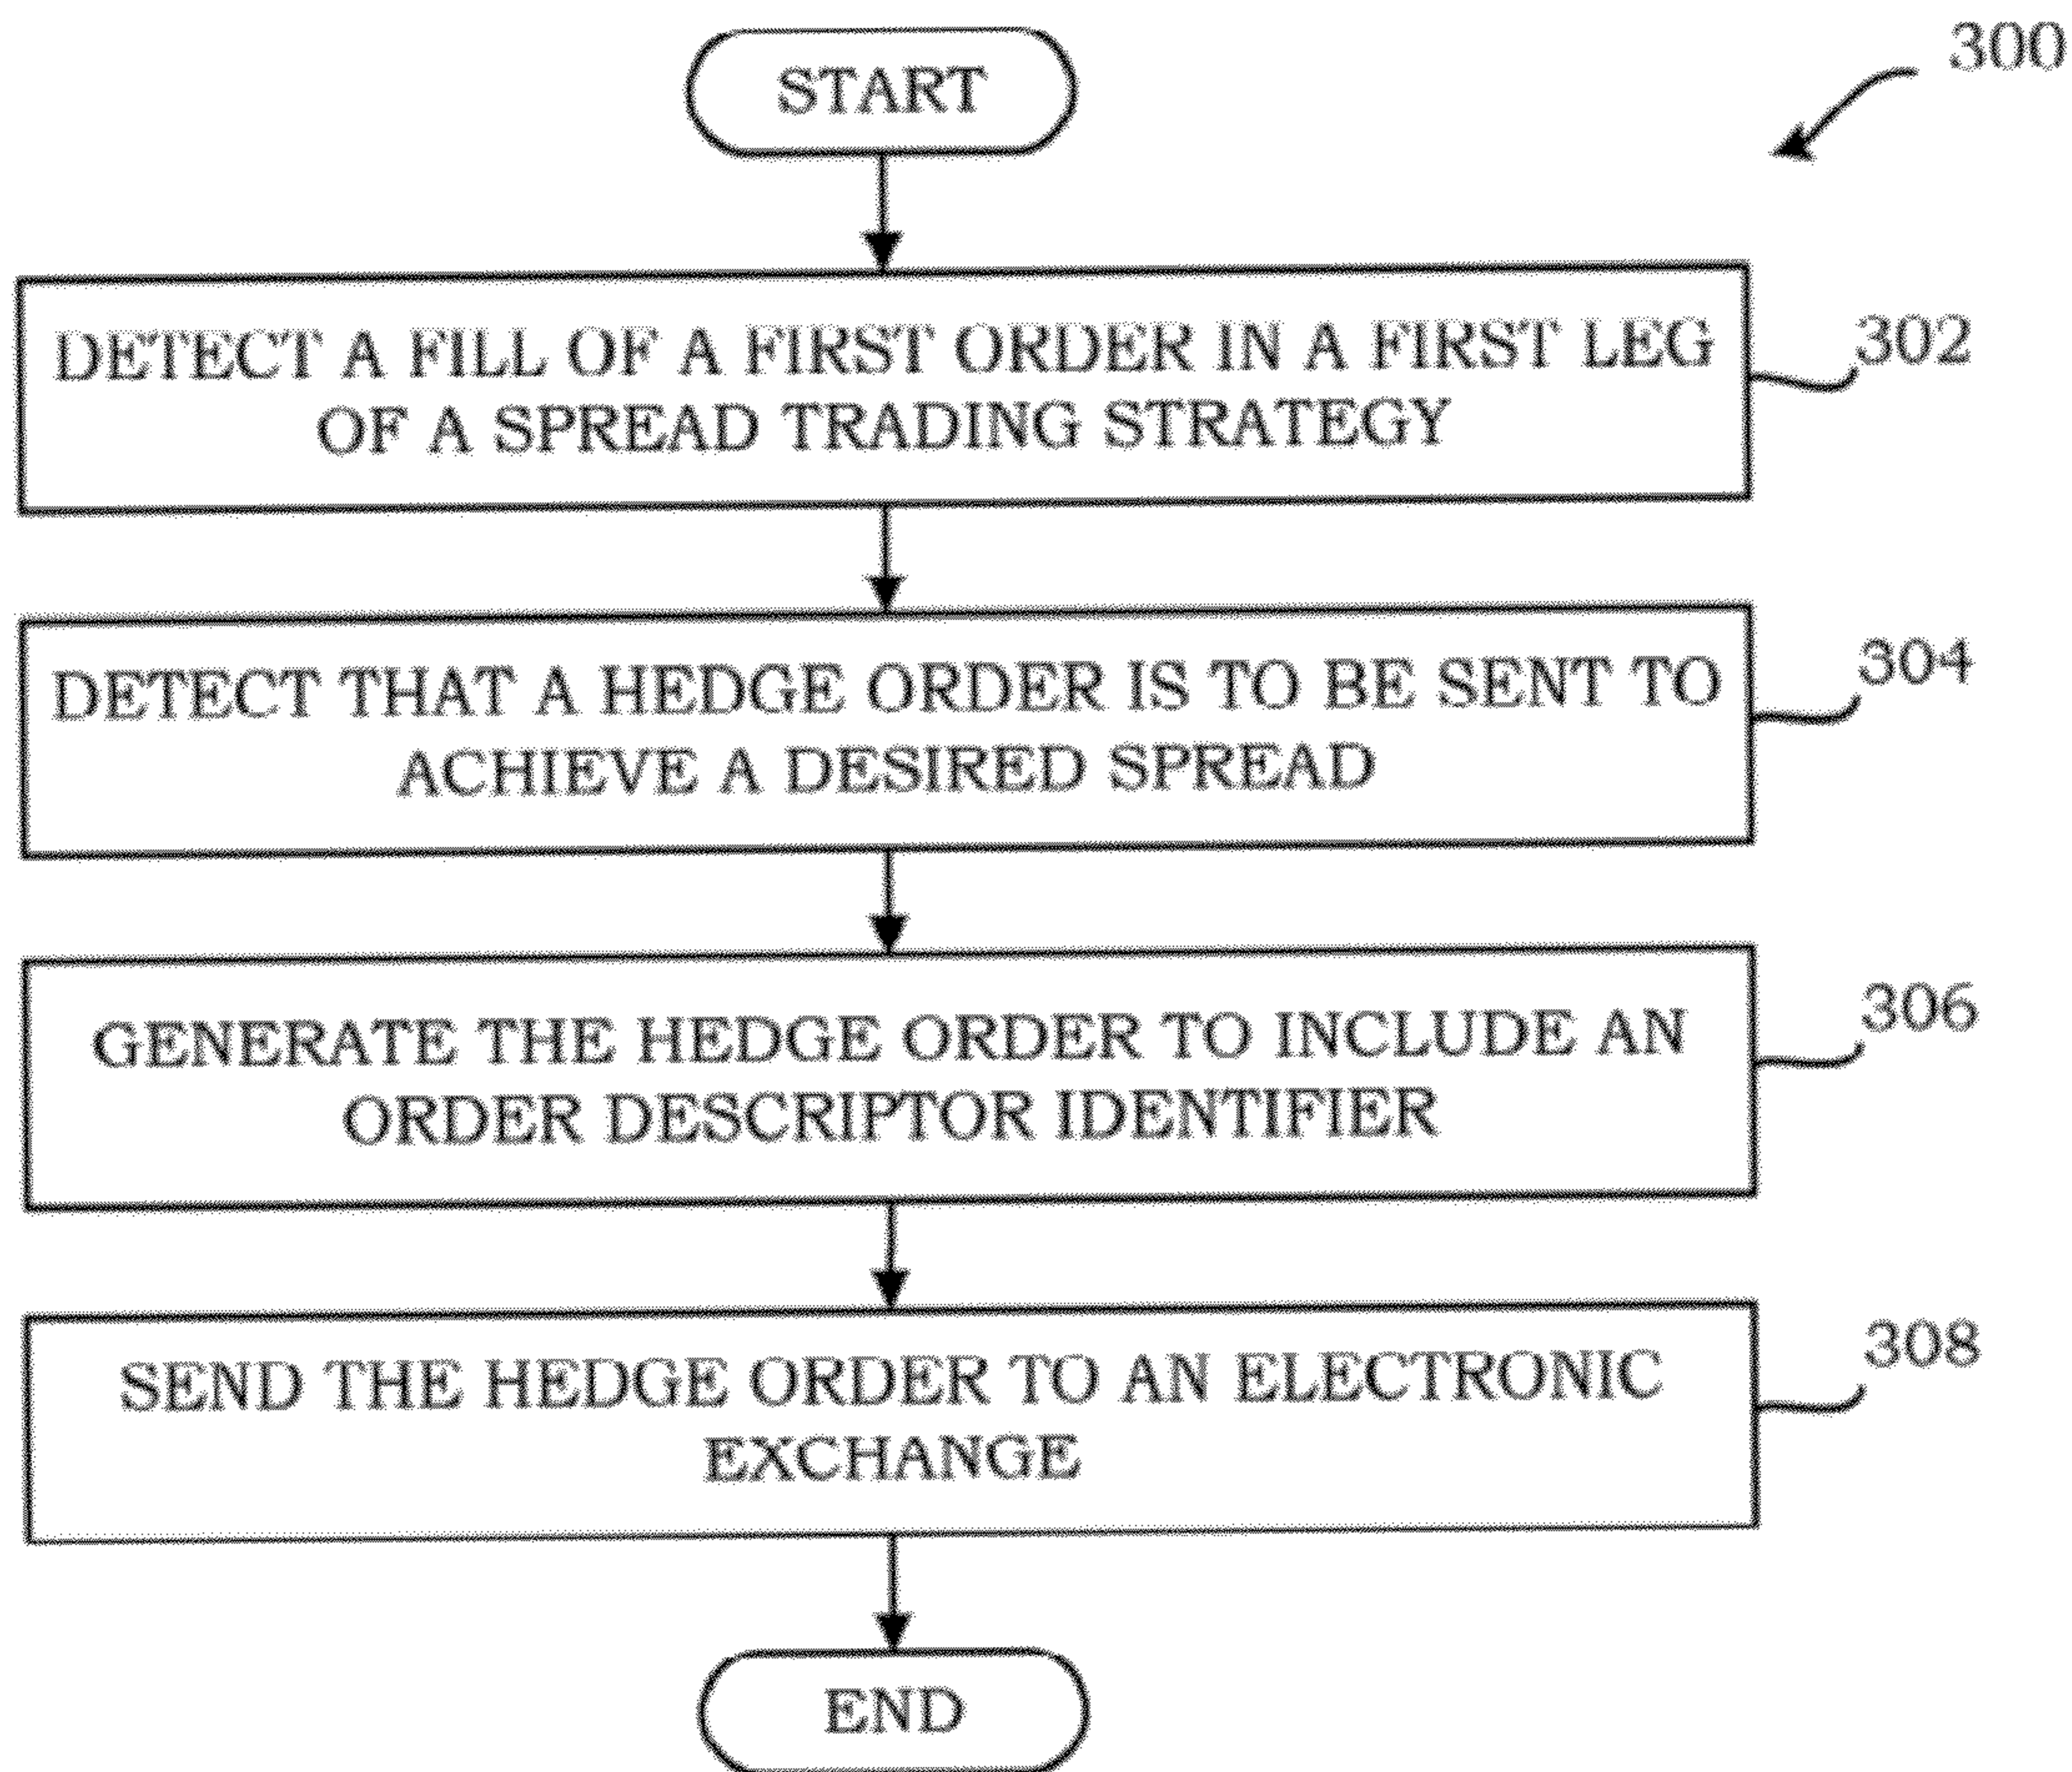 300
START
DETECT A FILL OF A FIRST ORDER IN A FIRST LEG
OF A SPREAD TRADING STRATEGY
302
DETECT THAT A HEDGE ORDER IS TO BE SENT TO
ACHIEVE A DESIRED SPREAD
304
GENERATE THE HEDGE ORDER TO INCLUDE AN
ORDER DESCRIPTOR IDENTIFIER
306
SEND THE HEDGE ORDER TO AN ELECTRONIC
EXCHANGE
308
END